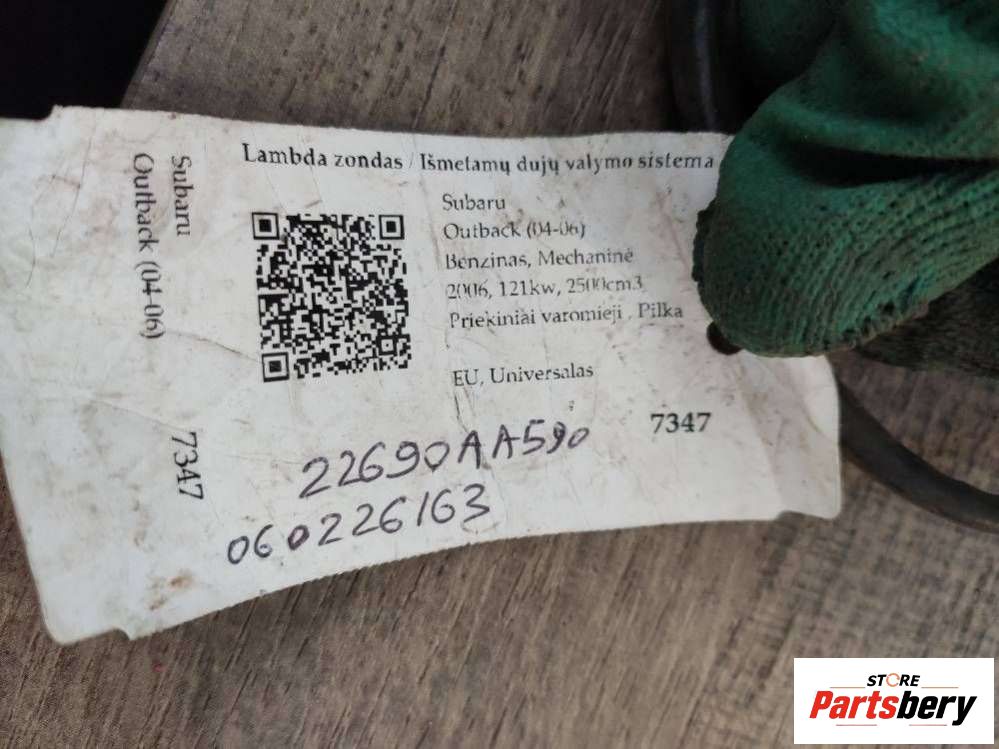 Subaru
Outback (04-06)
7347
Lambda zondas / Išmetamų dujų valymo sistema
Subaru
Outback (04-06)
Benzinas, Mechaninė
2006, 121kw, 2500cm3
Priekiniai varomieji , Pilka
EU, Universalas
7347
22690AA590
060226163
STORE
Partsbery